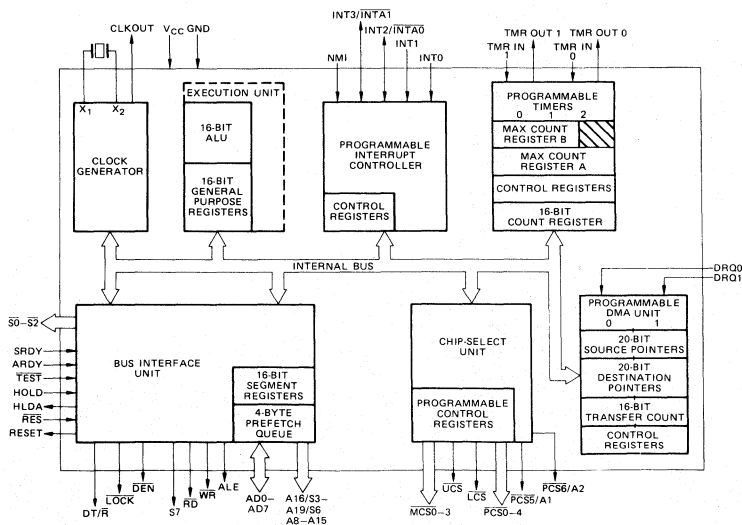 INT3/INTA1
CLKOUT
VCC GND
INT2/INTA0
INT1
NMI
INT0
TMR OUT 1
TMR OUT 0
TMR IN 1
TMR IN 0
X1
X2
CLOCK
GENERATOR
EXECUTION UNIT
16-BIT
ALU
16-BIT
GENERAL
PURPOSE
REGISTERS
PROGRAMMABLE
INTERRUPT
CONTROLLER
CONTROL
REGISTERS
PROGRAMMABLE
TIMERS
0 1 2
MAX COUNT
REGISTER B
MAX COUNT
REGISTER A
CONTROL REGISTERS
16-BIT
COUNT REGISTER
INTERNAL BUS
DRQ0
DRQ1
PROGRAMMABLE
DMA UNIT
0 1
20-BIT
SOURCE POINTERS
20-BIT
DESTINATION
POINTERS
16-BIT
TRANSFER COUNT
CONTROL
REGISTERS
S0–S2
SRDY
ARDY
TEST
HOLD
HLDA
RES
RESET
BUS INTERFACE
UNIT
16-BIT
SEGMENT
REGISTERS
4-BYTE
PREFETCH
QUEUE
CHIP-SELECT
UNIT
PROGRAMMABLE
CONTROL
REGISTERS
DT/R
LOCK
DEN
S7
RD
WR
ALE
AD0–
AD7
A16/S3–
A19/S6
A8–A15
MCS0–3
UCS
LCS
PCS0–4
PCS5/A1
PCS6/A2